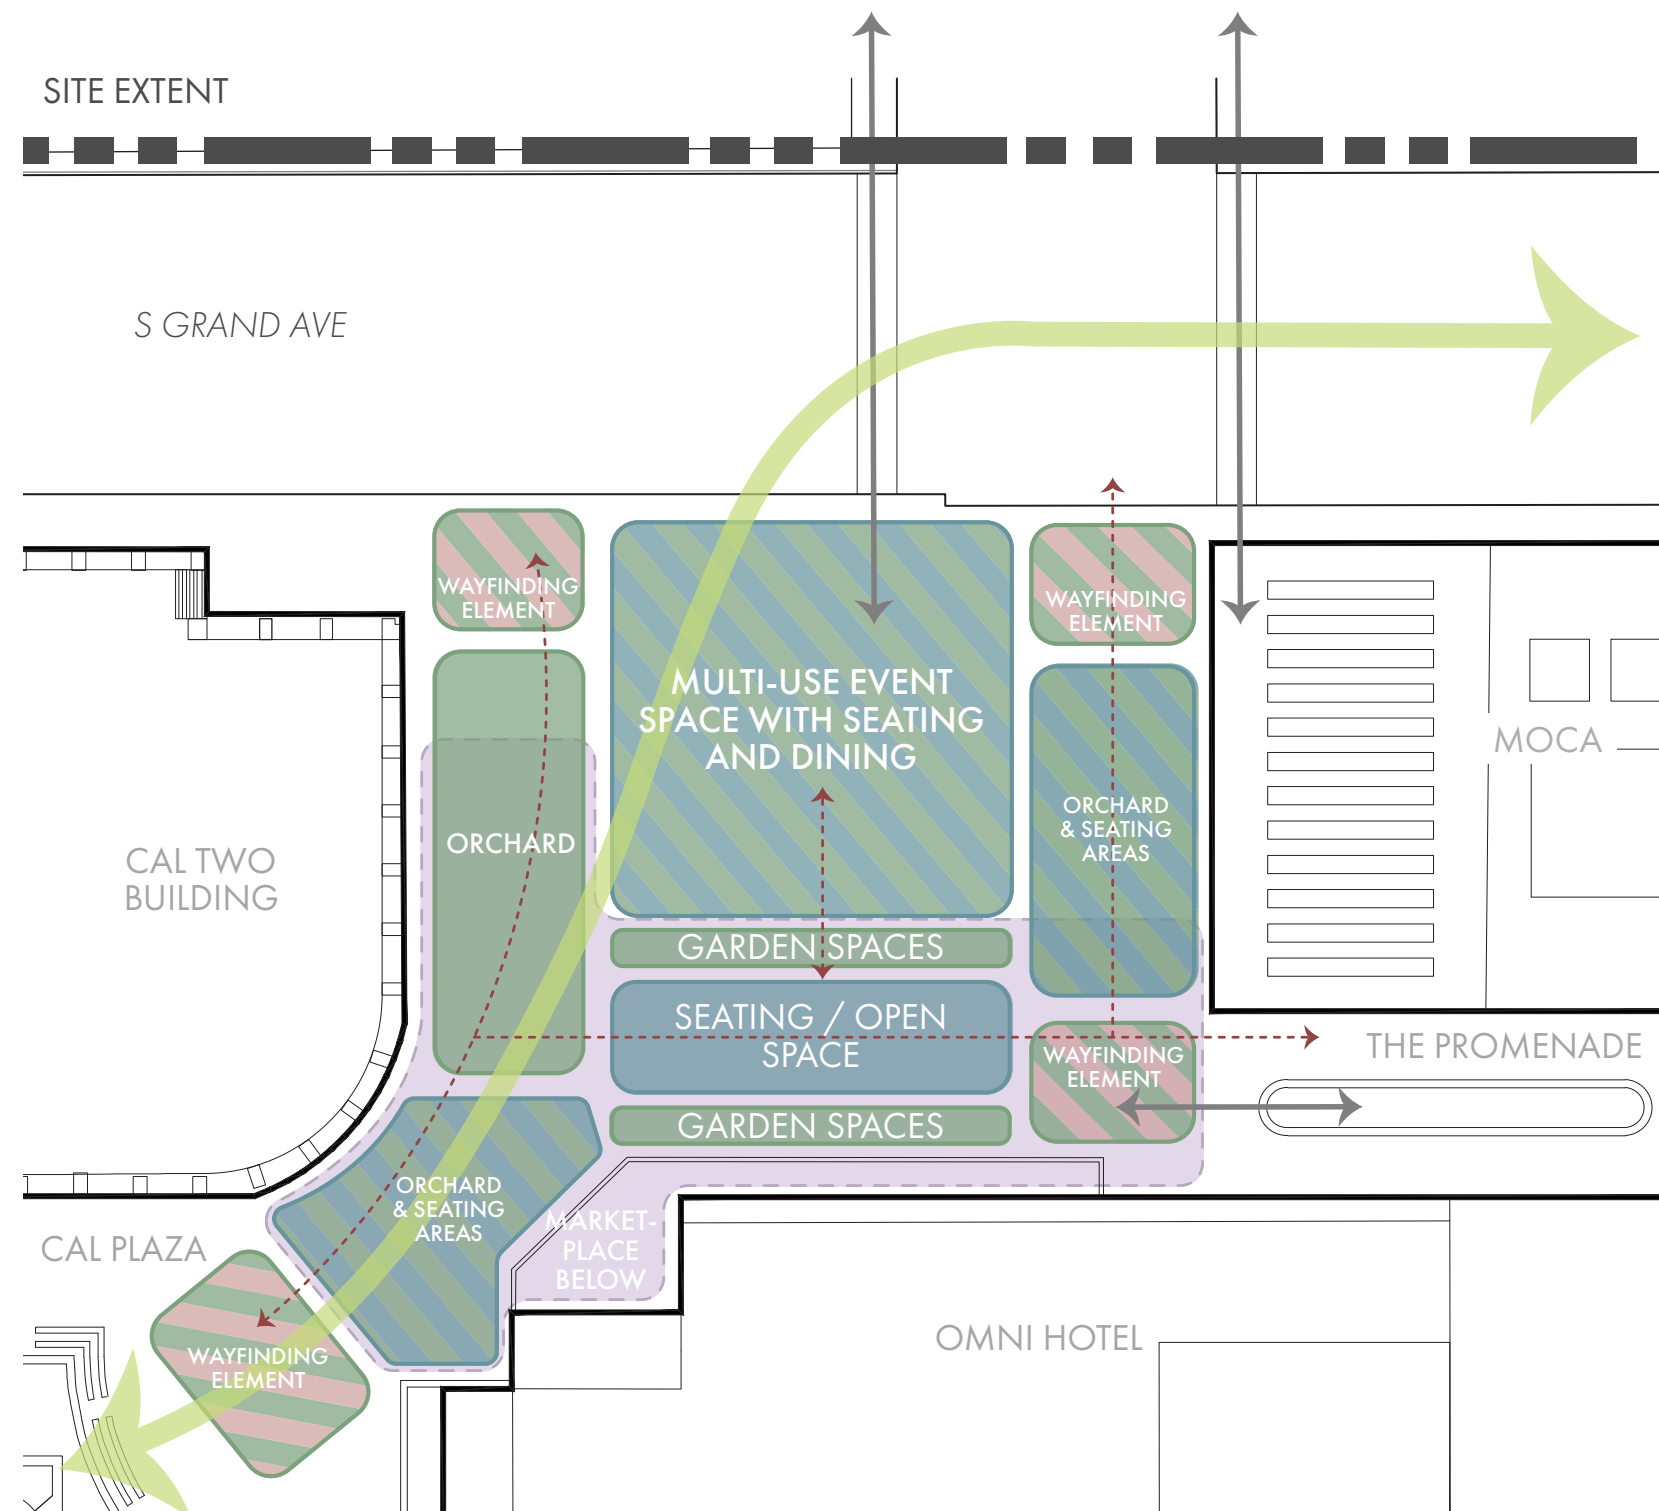 SITE EXTENT
S GRAND AVE
WAYFINDING
ELEMENT
WAYFINDING
ELEMENT
MULTI-USE EVENT
SPACE WITH SEATING
AND DINING
MOCA
ORCHARD
& SEATING
AREAS
ORCHARD
CAL TWO
BUILDING
GARDEN SPACES
SEATING / OPEN
SPACE
WAYFINDING
ELEMENT
THE PROMENADE
GARDEN SPACES
ORCHARD
& SEATING
AREAS
MARKET-
PLACE
BELOW
CAL PLAZA
OMNI HOTEL
WAYFINDING
ELEMENT